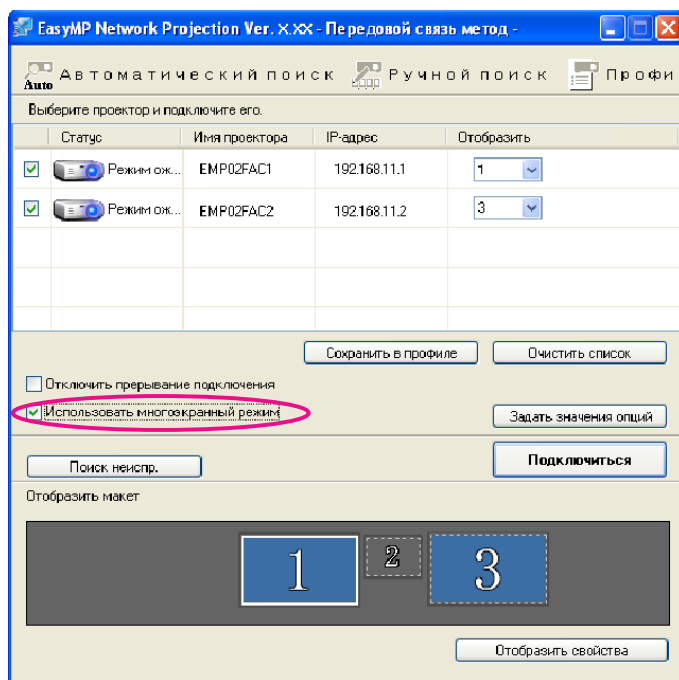 EasyMP Network Projection Ver. X.XX - Передовой связь метод -
Auto Автоматический поиск Ручной поиск Профи
Выберите проектор и подключите его.
Статус Имя проектора IP-адрес Отобразить
Режим ож... EMP02FAC1 192.168.11.1 1
Режим ож... EMP02FAC2 192.168.11.2 3
Сохранить в профиле Очистить список
Отключить прерывание подключения
Использовать многоэкранный режим Задать значения опций
Поиск неиспр. Подключиться
Отобразить макет
1 2 3
Отобразить свойства